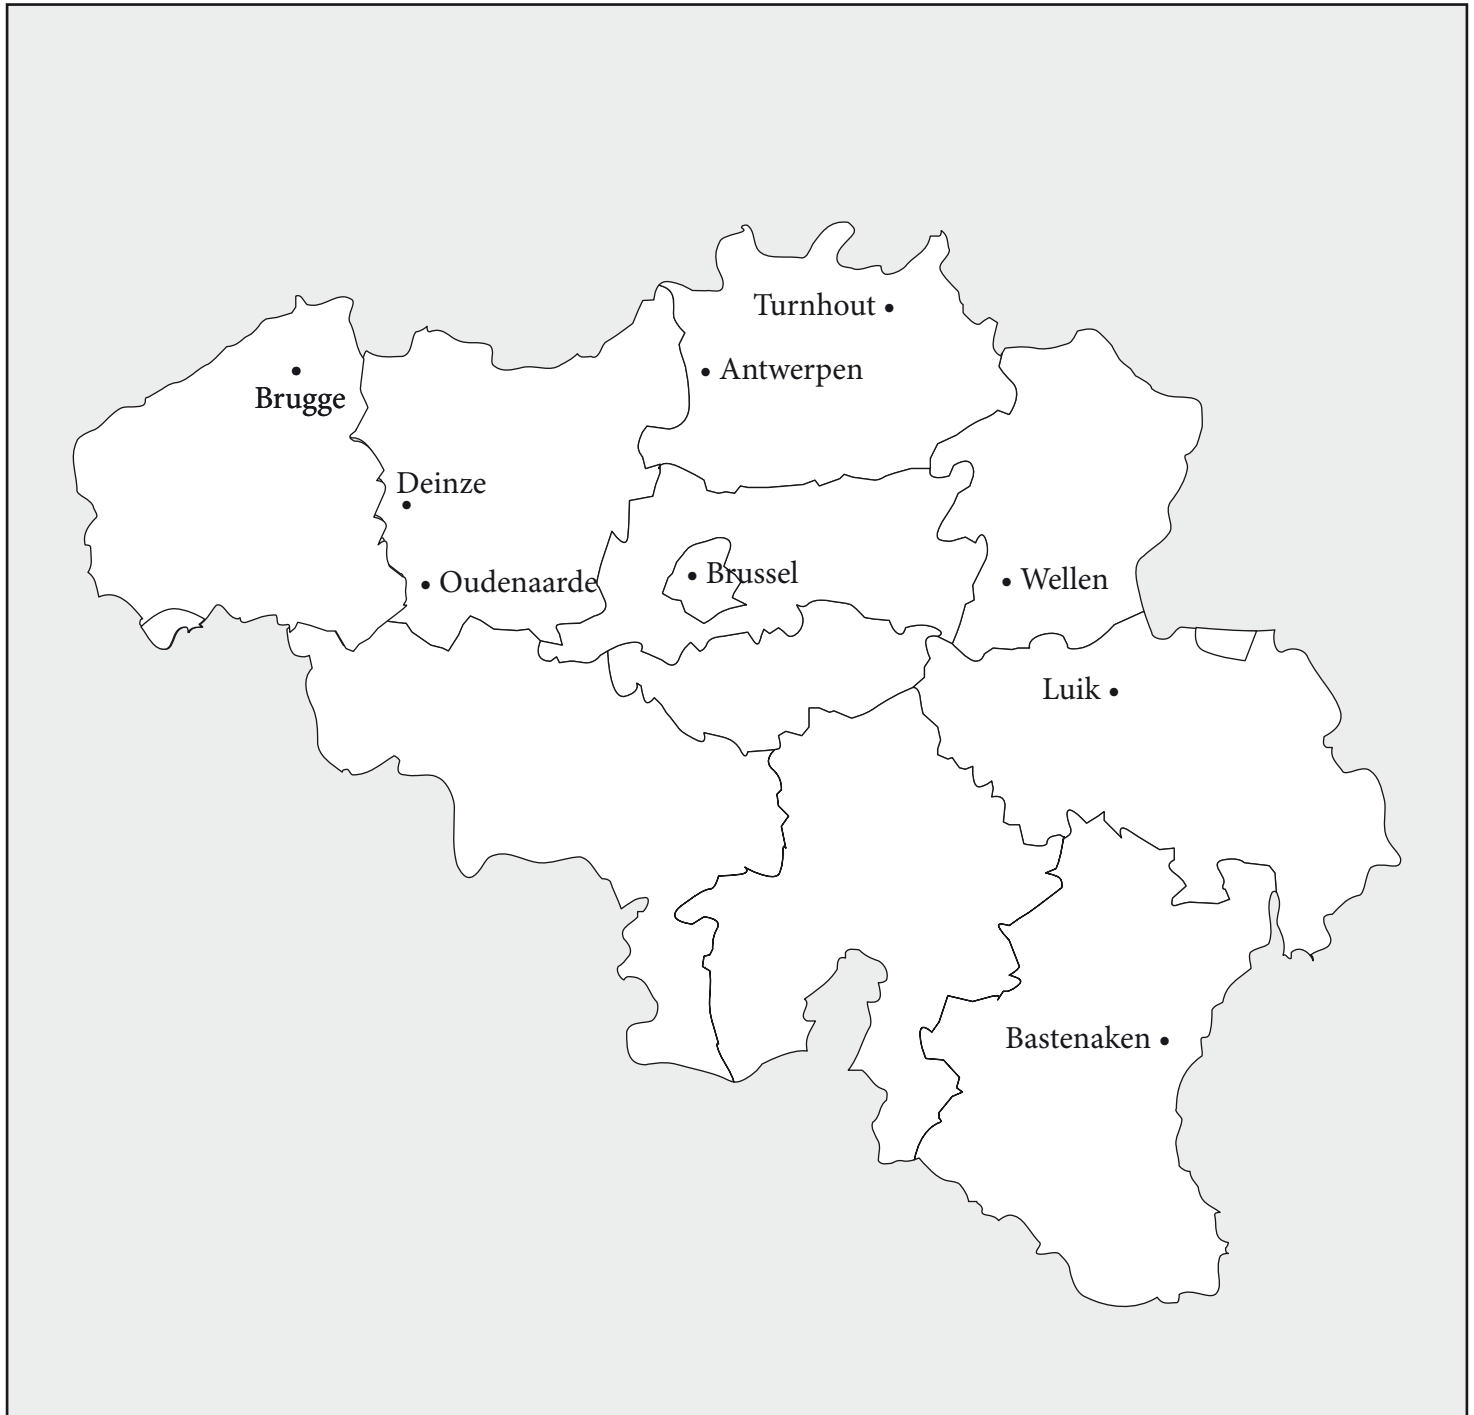 Turnhout
Antwerpen
Brugge
Deinze
Brussel
Wellen
Oudenaarde
Luik
Bastenaken